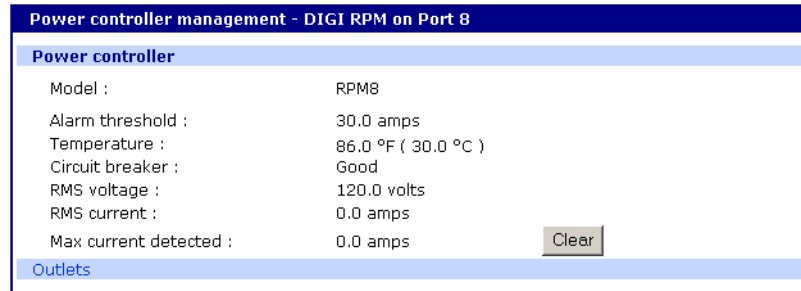 Power controller management - DIGI RPM on Port 8
Power controller
Model : RPM8
Alarm threshold : 30.0 amps
Temperature : 86.0 ºF ( 30.0 ºC )
Circuit breaker : Good
RMS voltage : 120.0 volts
RMS current : 0.0 amps
Max current detected : 0.0 amps Clear
Outlets